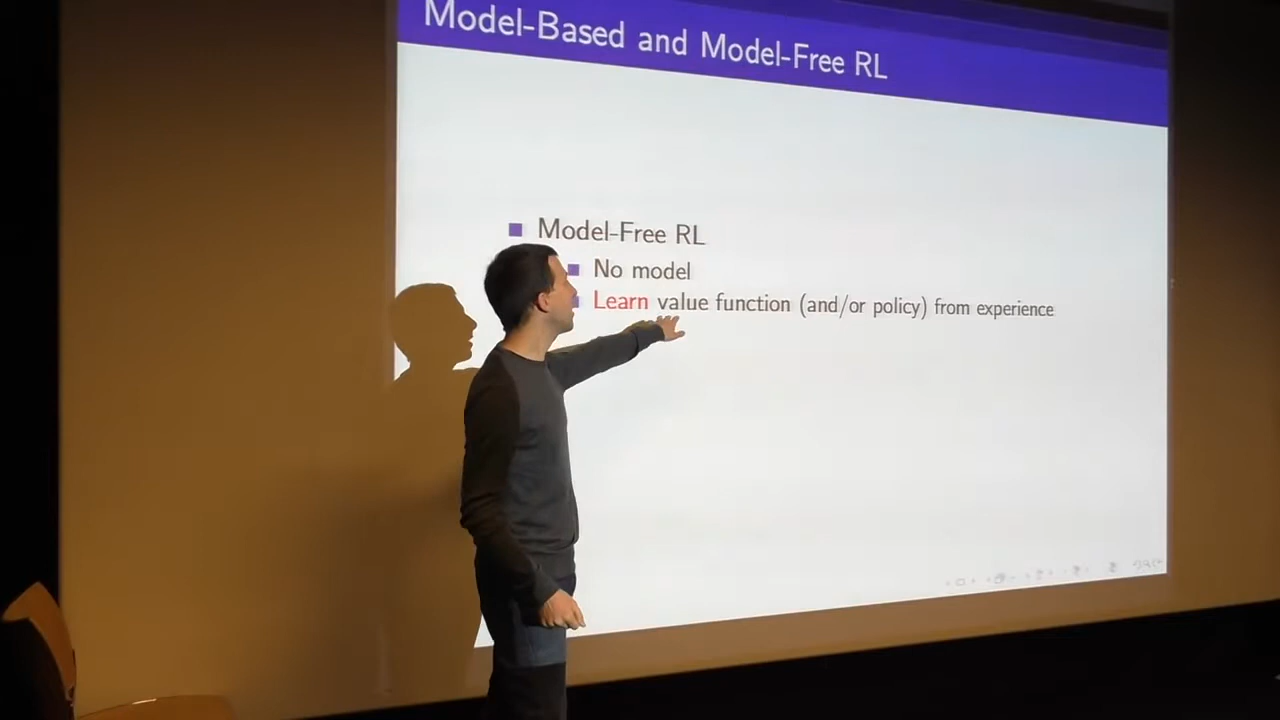 Model-Based and Model-Free RL
Model-Free RL
No model
Learn value function (and/or policy) from experience